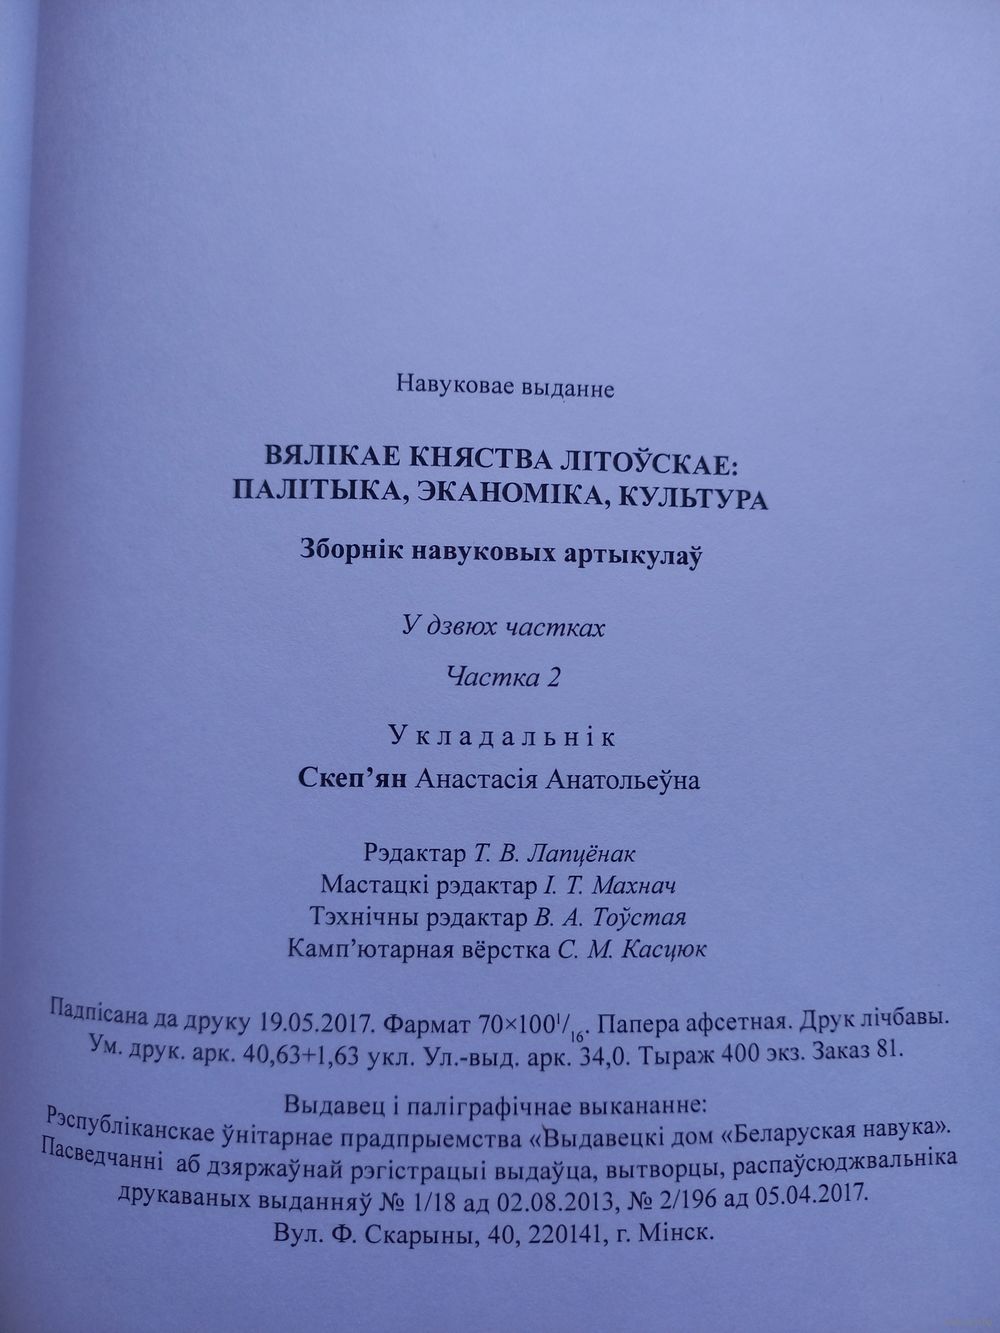 Навуковае выданне
ВЯЛІКАЕ КНЯСТВА ЛІТОЎСКАЕ:
ПАЛІТЫКА, ЭКАНОМІКА, КУЛЬТУРА
Зборнік навуковых артыкулаў
У дзвюх частках
Частка 2
Укладальнік
Скеп’ян Анастасія Анатольеўна
Рэдактар Т. В. Лапцёнак
Мастацкі рэдактар І. Т. Махнач
Тэхнічны рэдактар В. А. Тоўстая
Камп’ютарная вёрстка С. М. Касцюк
Падпісана да друку 19.05.2017. Фармат 70×100¹/₁₆. Папера афсетная. Друк лічбавы.
Ум. друк. арк. 40,63+1,63 укл. Ул.-выд. арк. 34,0. Тыраж 400 экз. Заказ 81.
Выдавец і паліграфічнае выкананне:
Рэспубліканскае ўнітарнае прадпрыемства «Выдавецкі дом «Беларуская навука».
Пасведчанні аб дзяржаўнай рэгістрацыі выдаўца, вытворцы, распаўсюджвальніка
друкаваных выданняў № 1/18 ад 02.08.2013, № 2/196 ад 05.04.2017.
Вул. Ф. Скарыны, 40, 220141, г. Мінск.